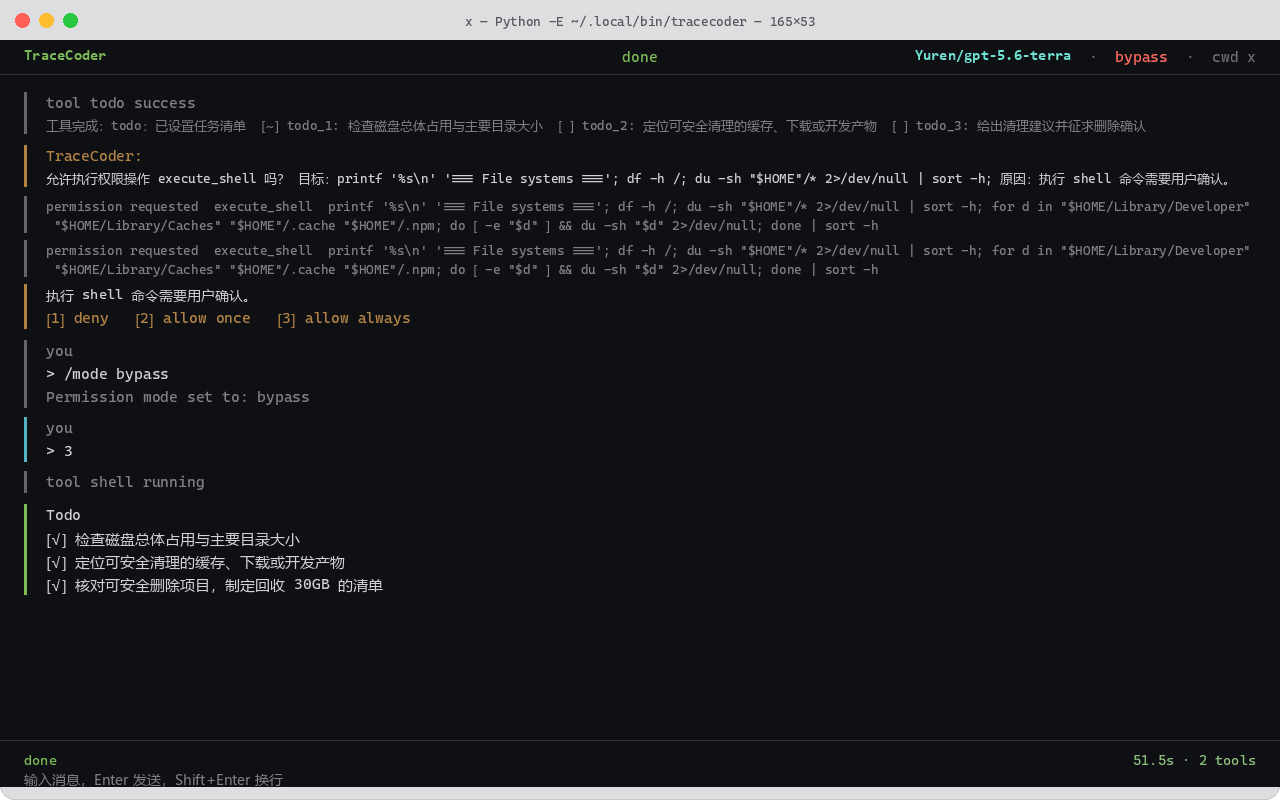 x — Python -E ~/.local/bin/tracecoder — 165×53
TraceCoder done Yuren/gpt-5.6-terra · bypass · cwd x
tool todo success
工具完成: todo: 已设置任务清单 [~] todo_1: 检查磁盘总体占用与主要目录大小 [ ] todo_2: 定位可安全清理的缓存、下载或开发产物 [ ] todo_3: 给出清理建议并征求删除确认
TraceCoder:
允许执行权限操作 execute_shell 吗? 目标: printf '%s\n' '=== File systems ==='; df -h /; du -sh "$HOME"/* 2>/dev/null | sort -h; 原因: 执行 shell 命令需要用户确认。
permission requested execute_shell printf '%s\n' '=== File systems ==='; df -h /; du -sh "$HOME"/* 2>/dev/null | sort -h; for d in "$HOME/Library/Developer"
"$HOME/Library/Caches" "$HOME"/.cache "$HOME"/.npm; do [ -e "$d" ] && du -sh "$d" 2>/dev/null; done | sort -h
permission requested execute_shell printf '%s\n' '=== File systems ==='; df -h /; du -sh "$HOME"/* 2>/dev/null | sort -h; for d in "$HOME/Library/Developer"
"$HOME/Library/Caches" "$HOME"/.cache "$HOME"/.npm; do [ -e "$d" ] && du -sh "$d" 2>/dev/null; done | sort -h
执行 shell 命令需要用户确认。
[1] deny [2] allow once [3] allow always
you
> /mode bypass
Permission mode set to: bypass
you
> 3
tool shell running
Todo
[√] 检查磁盘总体占用与主要目录大小
[√] 定位可安全清理的缓存、下载或开发产物
[√] 核对可安全删除项目，制定回收 30GB 的清单
done 51.5s · 2 tools
输入消息，Enter 发送，Shift+Enter 换行